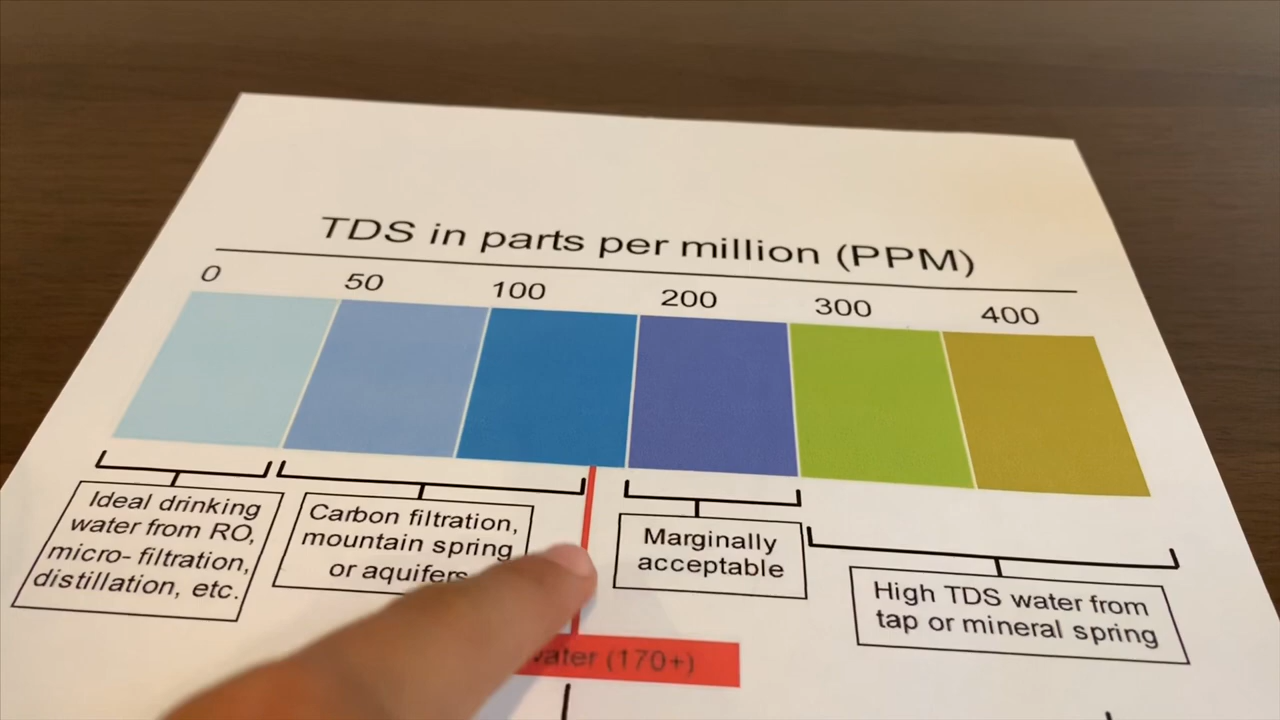 TDS in parts per million (PPM)
0 50 100 200 300 400
Ideal drinking
water from RO,
micro- filtration,
distillation, etc.
Carbon filtration,
mountain spring
or aquifers
Marginally
acceptable
High TDS water from
tap or mineral spring
water (170+)